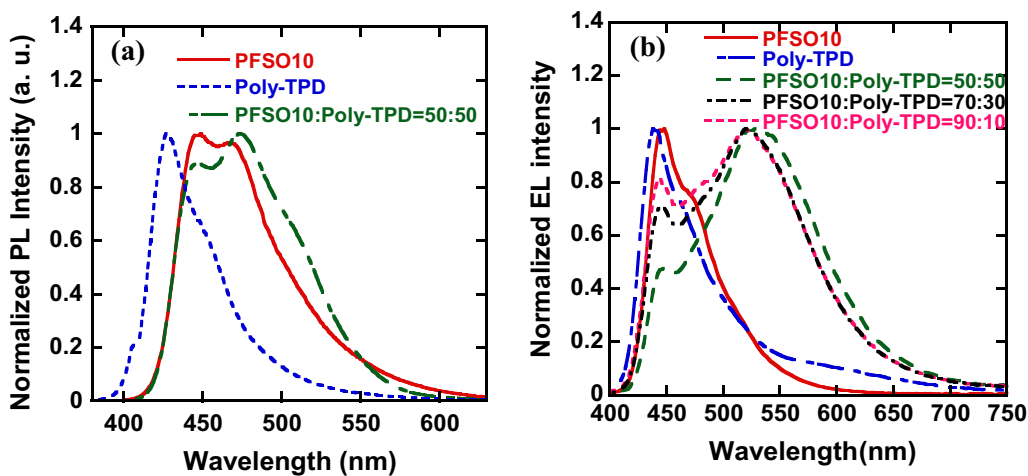 (a)
PFSO10
Poly-TPD
PFSO10:Poly-TPD=50:50
Normalized PL Intensity (a. u.)
1.4
1.2
1
0.8
0.6
0.4
0.2
0
400 450 500 550 600
Wavelength (nm)
(b)
PFSO10
Poly-TPD
PFSO10:Poly-TPD=50:50
PFSO10:Poly-TPD=70:30
PFSO10:Poly-TPD=90:10
Normalized EL intensity
1.4
1.2
1
0.8
0.6
0.4
0.2
0
400 450 500 550 600 650 700 750
Wavelength(nm)